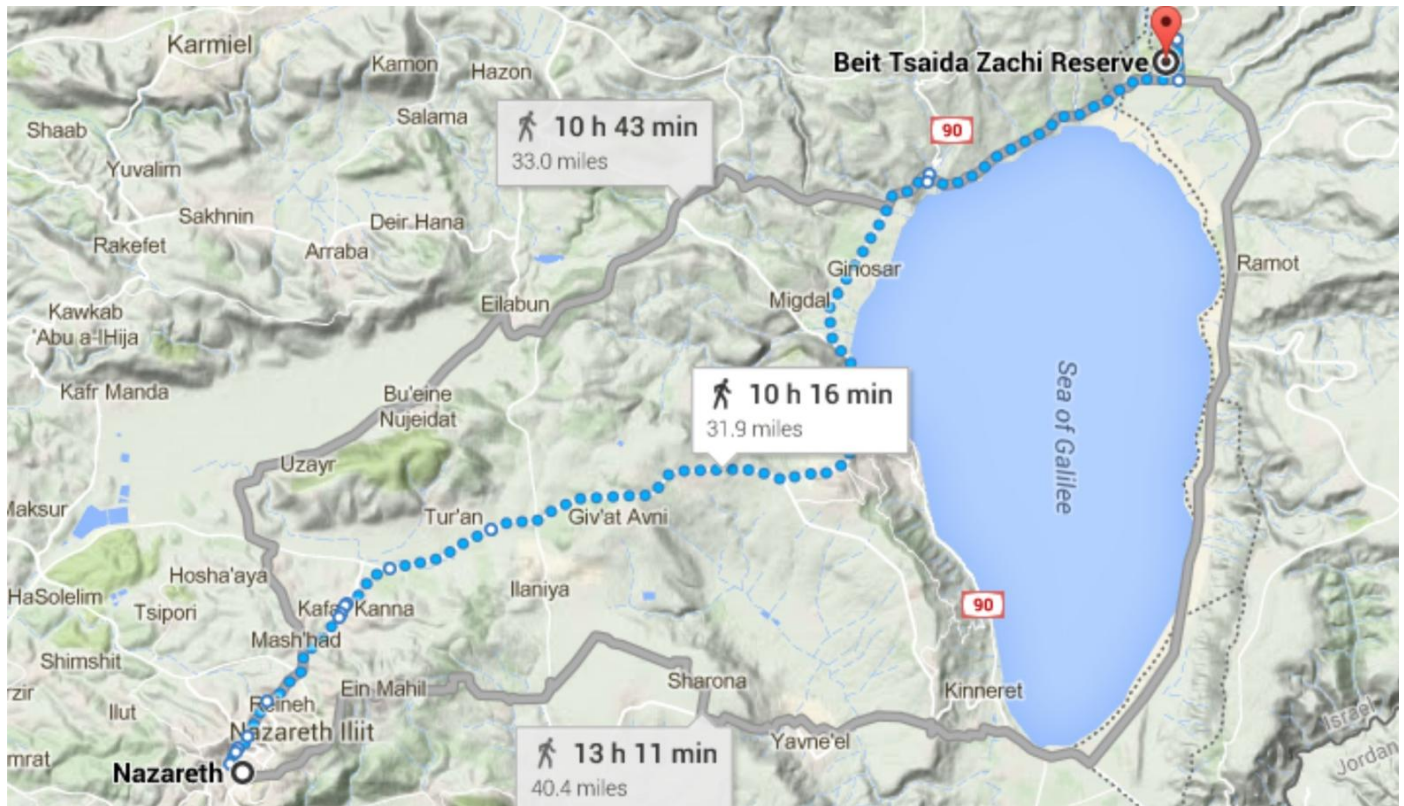 Karmiel
Kamon
Hazon
Beit Tsaida Zachi Reserve
10 h 43 min
33.0 miles
90
Salama
Shaab
Yuvalim
Sakhnin
Deir Hana
Rakefet
Arraba
Ginosar
Ramot
Eilabun
Migdal
Kawkab
'Abu a-lHija
Kafr Manda
Bu'eine
Nujeidat
10 h 16 min
31.9 miles
Sea of Galilee
Uzayr
Maksur
Tur'an
Giv'at Avni
Hosha'aya
HaSolelim
Tsipori
Kafr Kanna
Ilaniya
90
Mash'had
Shimshit
Ein Mahil
Sharona
Kinneret
rzir
Ilut
Reineh
Nazareth Illit
Israel
Jordan
mrat
Nazareth
13 h 11 min
40.4 miles
Yavne'el